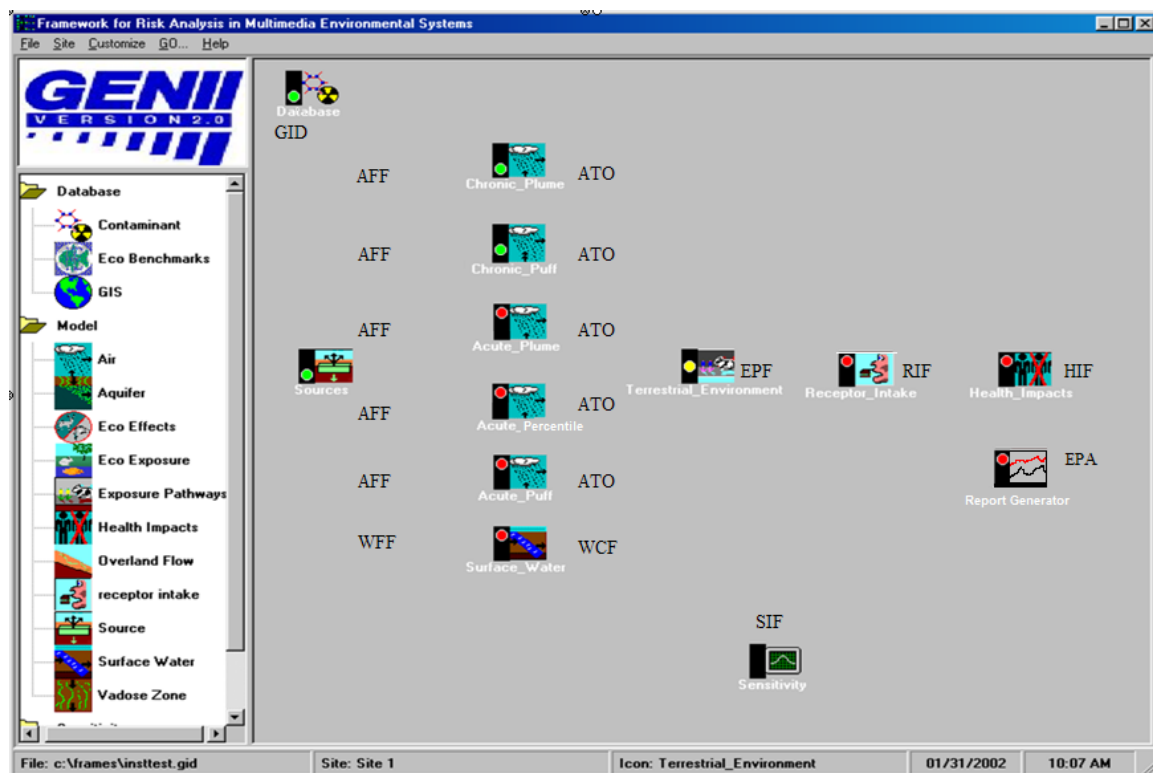 Framework for Risk Analysis in Multimedia Environmental Systems
File Site Customize GO... Help
GENII
VERSION 2.0
Database
Contaminant
Eco Benchmarks
GIS
Model
Air
Aquifer
Eco Effects
Eco Exposure
Exposure Pathways
Health Impacts
Overland Flow
receptor intake
Source
Surface Water
Vadose Zone
Database
GID
AFF
Chronic_Plume
ATO
AFF
Chronic_Puff
ATO
AFF
Acute_Plume
ATO
Sources
Terrestrial_Environment
EPF
Receptor_Intake
RIF
Health_Impacts
HIF
AFF
Acute_Percentile
ATO
AFF
Acute_Puff
ATO
Report Generator
EPA
WFF
Surface_Water
WCF
SIF
Sensitivity
File: c:\frames\insttest.gid
Site: Site 1
Icon: Terrestrial_Environment
01/31/2002
10:07 AM